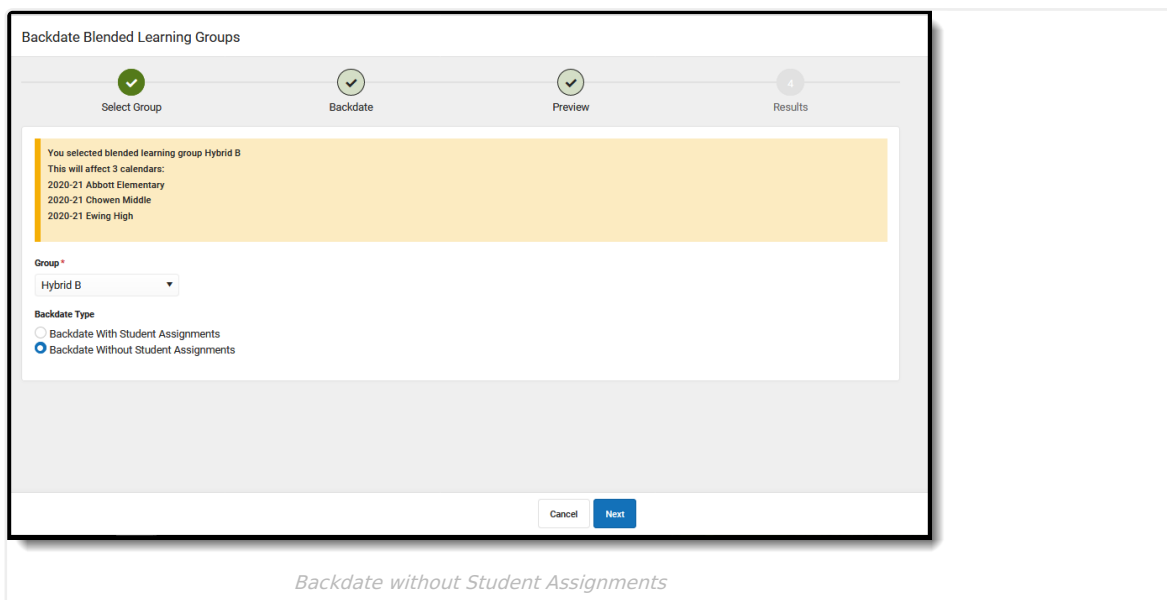 Backdate Blended Learning Groups
Select Group
Backdate
Preview
4
Results
You selected blended learning group Hybrid B
This will affect 3 calendars:
2020-21 Abbott Elementary
2020-21 Chowen Middle
2020-21 Ewing High
Group *
Hybrid B
Backdate Type
Backdate With Student Assignments
Backdate Without Student Assignments
Cancel
Next
Backdate without Student Assignments